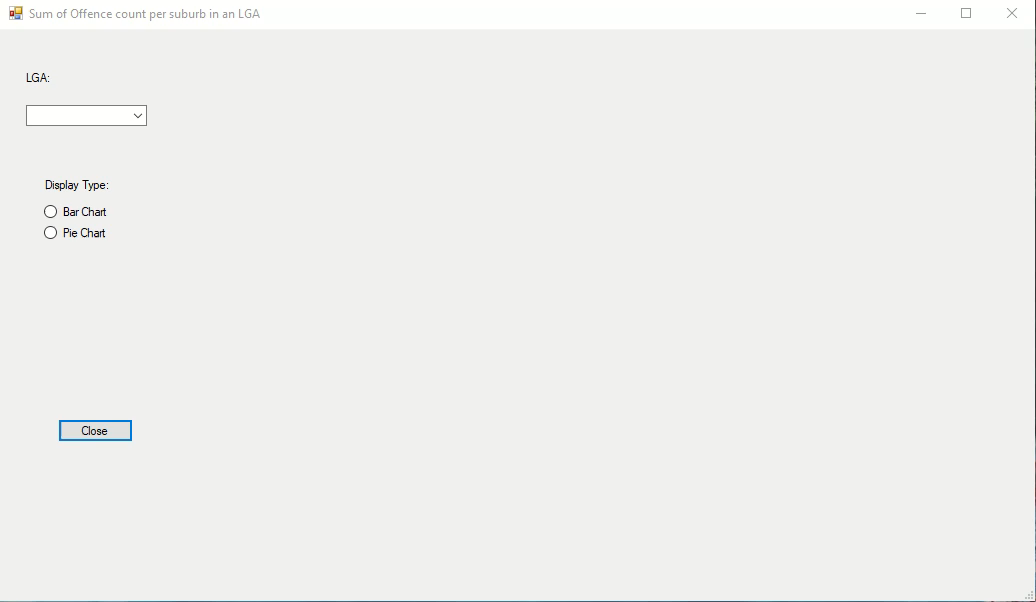 Sum of Offence count per suburb in an LGA
LGA:
Display Type:
Bar Chart
Pie Chart
Close